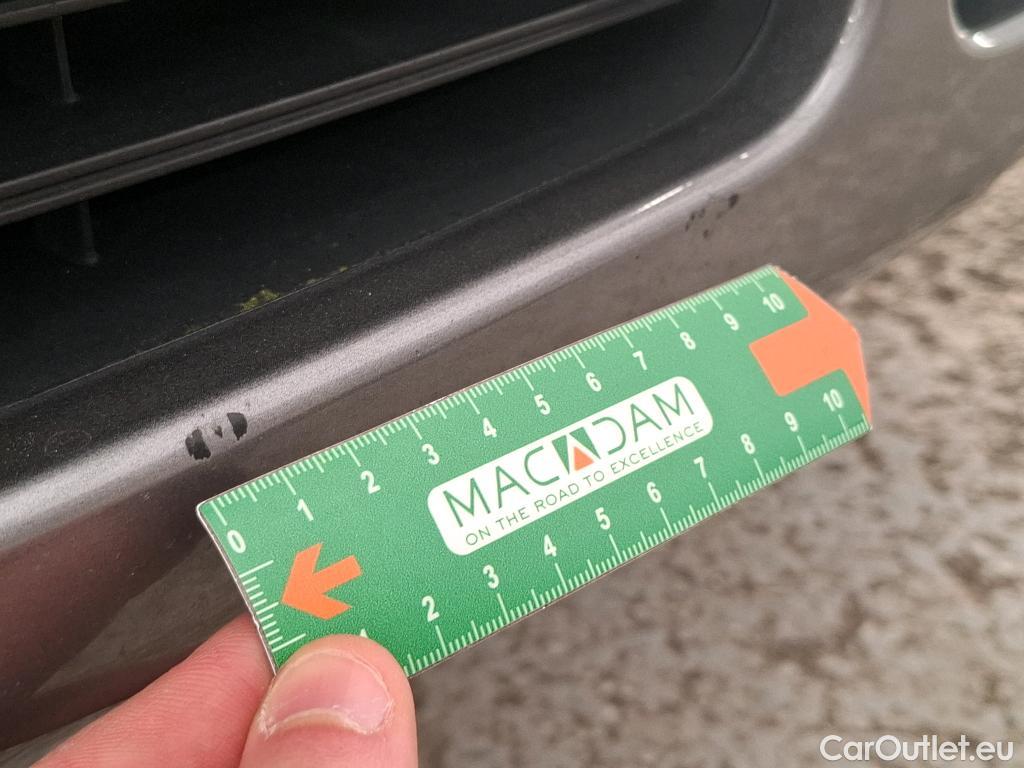 0 1 2 3 4 5 6 7 8 9 10
MACADAM
ON THE ROAD TO EXCELLENCE
1 2 3 4 5 6 7 8 9 10
CarOutlet.eu